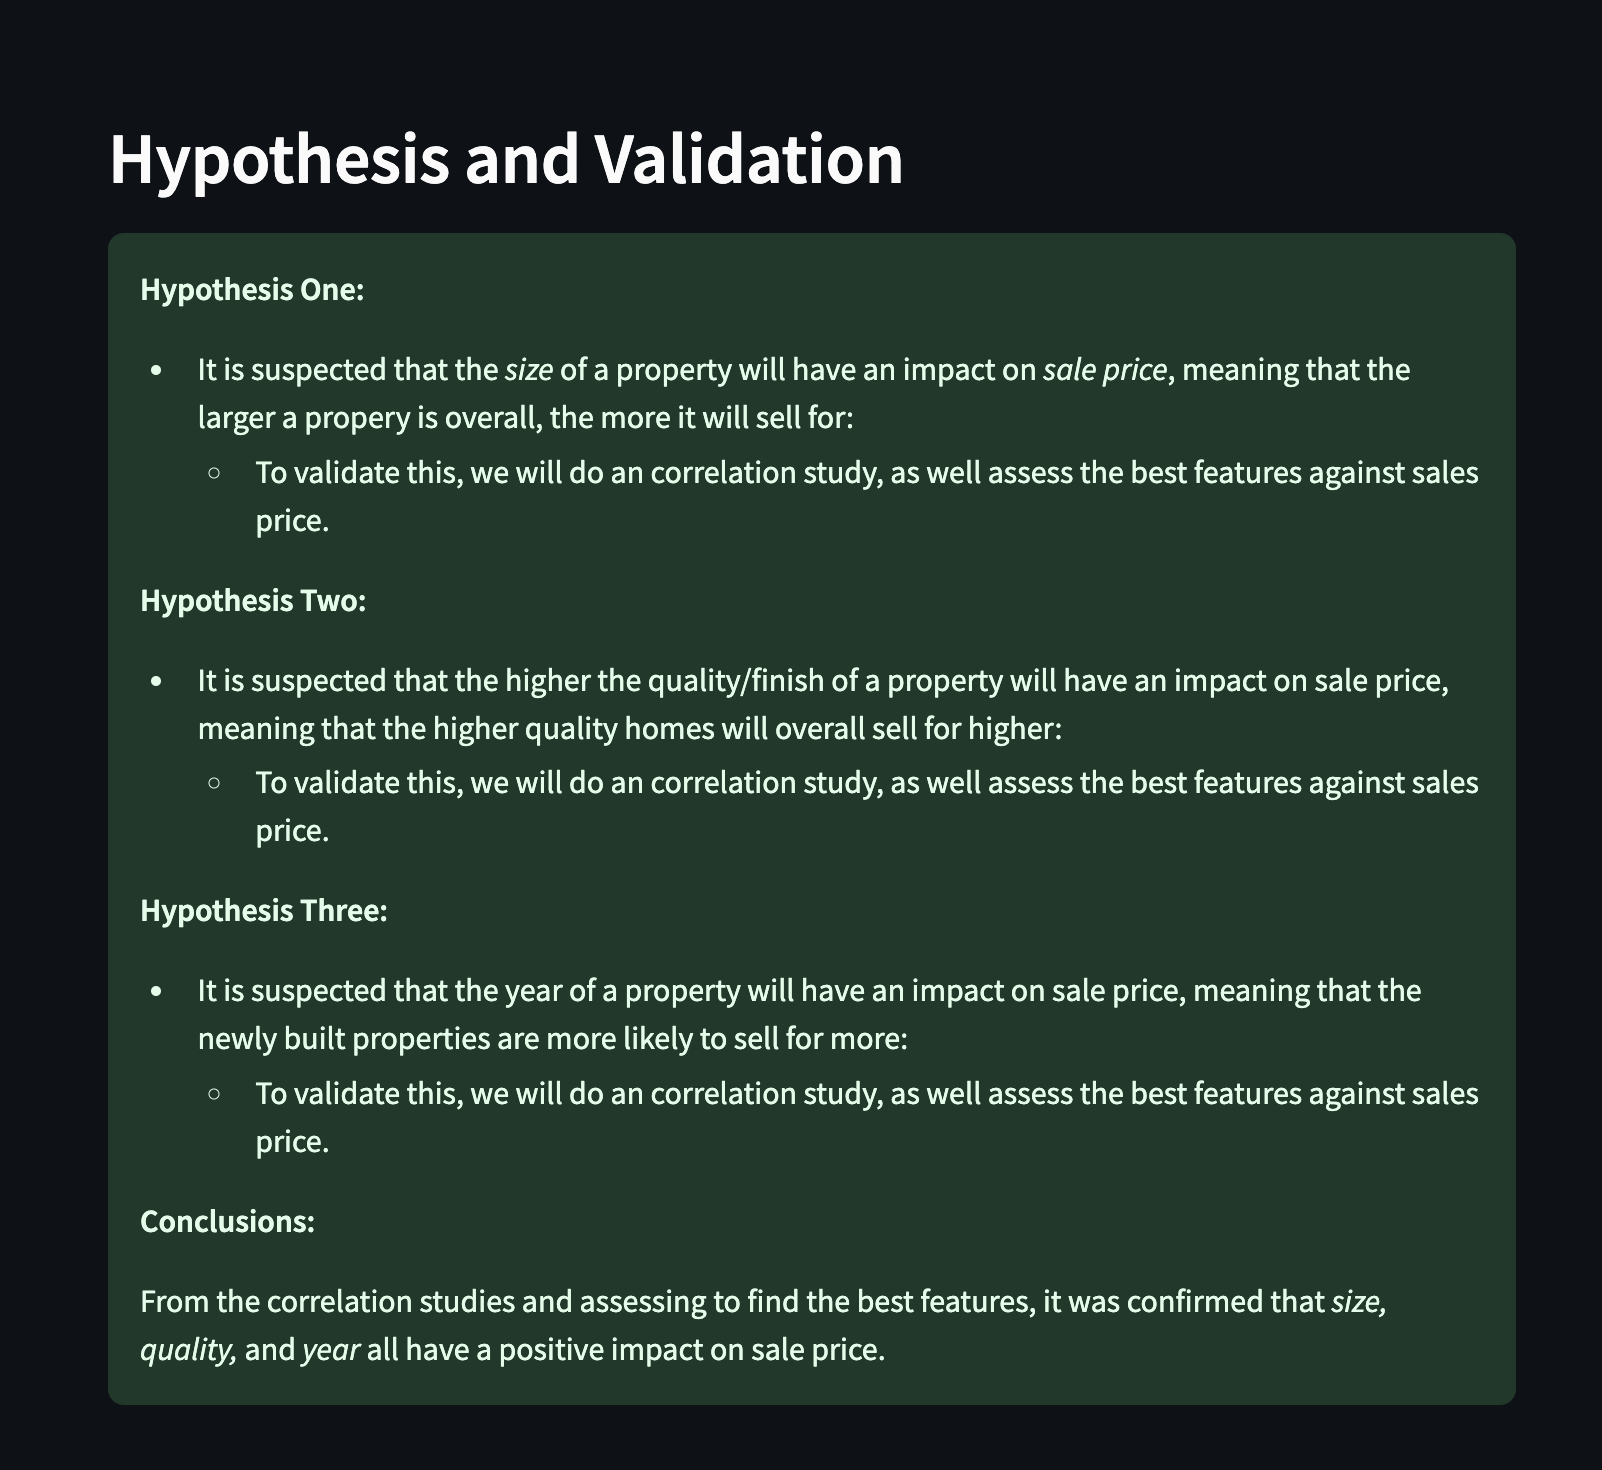 Hypothesis and Validation
Hypothesis One:
It is suspected that the size of a property will have an impact on sale price, meaning that the
larger a propery is overall, the more it will sell for:
To validate this, we will do an correlation study, as well assess the best features against sales
price.
Hypothesis Two:
It is suspected that the higher the quality/finish of a property will have an impact on sale price,
meaning that the higher quality homes will overall sell for higher:
To validate this, we will do an correlation study, as well assess the best features against sales
price.
Hypothesis Three:
It is suspected that the year of a property will have an impact on sale price, meaning that the
newly built properties are more likely to sell for more:
To validate this, we will do an correlation study, as well assess the best features against sales
price.
Conclusions:
From the correlation studies and assessing to find the best features, it was confirmed that size,
quality, and year all have a positive impact on sale price.